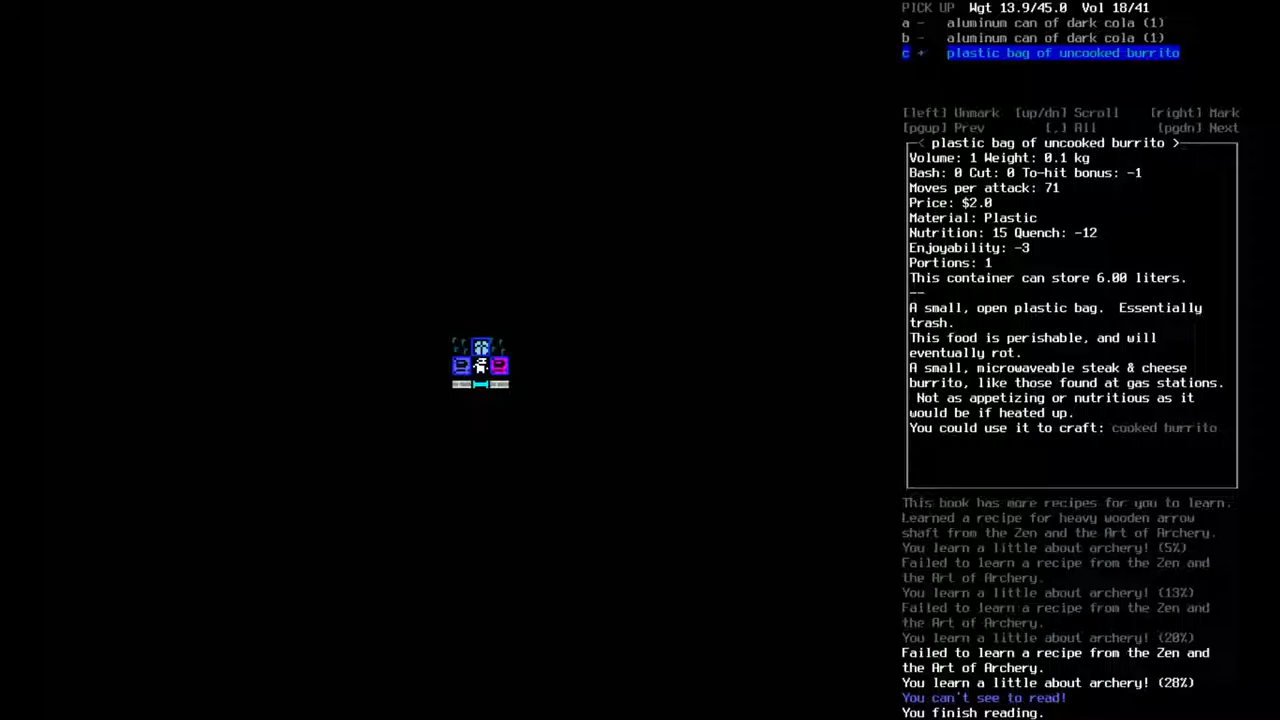 PICK UP  Wgt 13.9/45.0  Vol 18/41
a -   aluminum can of dark cola (1)
b -   aluminum can of dark cola (1)
c +   plastic bag of uncooked burrito
[left] Unmark  [up/dn] Scroll    [right] Mark
[pgup] Prev        [,] All        [pgdn] Next
< plastic bag of uncooked burrito >
Volume: 1 Weight: 0.1 kg
Bash: 0 Cut: 0 To-hit bonus: -1
Moves per attack: 71
Price: $2.0
Material: Plastic
Nutrition: 15 Quench: -12
Enjoyability: -3
Portions: 1
This container can store 6.00 liters.
--
A small, open plastic bag.  Essentially
trash.
This food is perishable, and will
eventually rot.
A small, microwaveable steak & cheese
burrito, like those found at gas stations.
Not as appetizing or nutritious as it
would be if heated up.
You could use it to craft: cooked burrito
This book has more recipes for you to learn.
Learned a recipe for heavy wooden arrow
shaft from the Zen and the Art of Archery.
You learn a little about archery! (5%)
Failed to learn a recipe from the Zen and
the Art of Archery.
You learn a little about archery! (13%)
Failed to learn a recipe from the Zen and
the Art of Archery.
You learn a little about archery! (20%)
Failed to learn a recipe from the Zen and
the Art of Archery.
You learn a little about archery! (28%)
You can't see to read!
You finish reading.